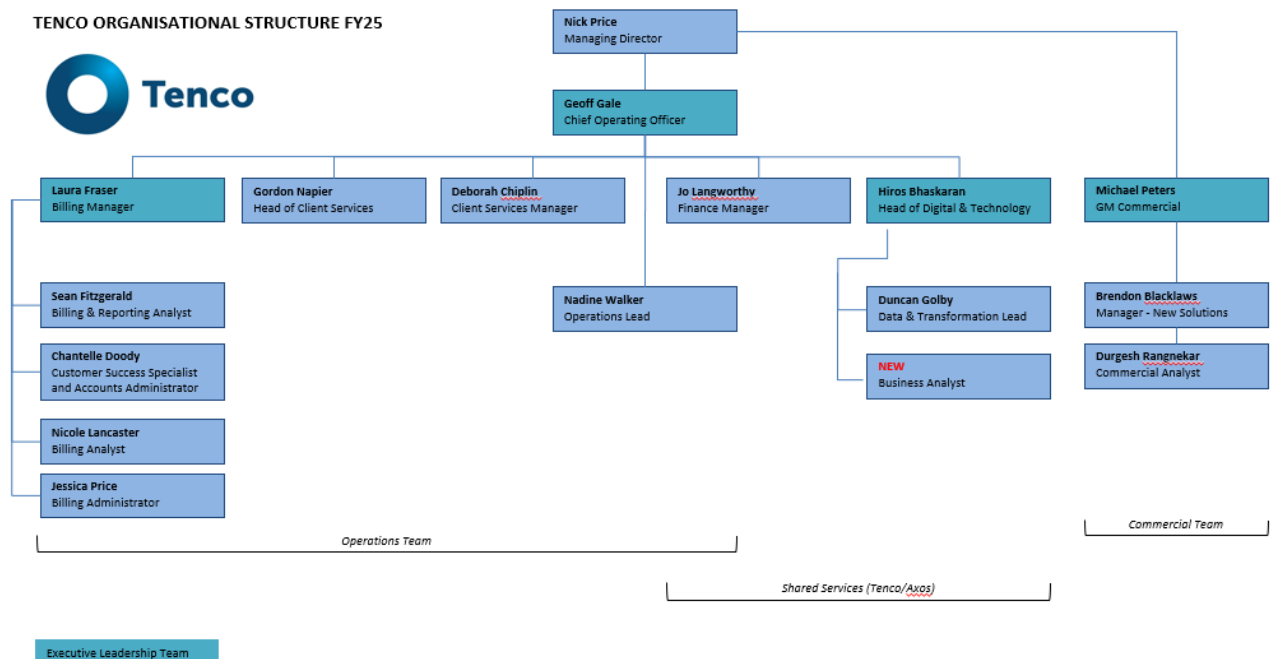 TENCO ORGANISATIONAL STRUCTURE FY25
Tenco
Nick Price
Managing Director
Geoff Gale
Chief Operating Officer
Laura Fraser
Billing Manager
Gordon Napier
Head of Client Services
Deborah Chiplin
Client Services Manager
Jo Langworthy
Finance Manager
Hiros Bhaskaran
Head of Digital & Technology
Michael Peters
GM Commercial
Sean Fitzgerald
Billing & Reporting Analyst
Chantelle Doody
Customer Success Specialist
and Accounts Administrator
Nicole Lancaster
Billing Analyst
Jessica Price
Billing Administrator
Nadine Walker
Operations Lead
Duncan Golby
Data & Transformation Lead
NEW
Business Analyst
Brendon Blacklaws
Manager - New Solutions
Durgesh Rangnekar
Commercial Analyst
Operations Team
Commercial Team
Shared Services (Tenco/Axos)
Executive Leadership Team